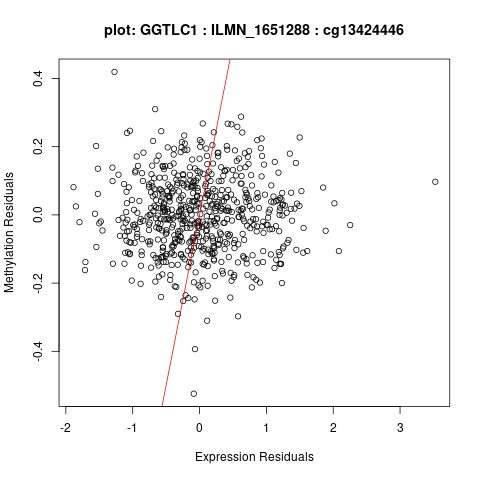 plot: GGTLC1 : ILMN_1651288 : cg13424446
Methylation Residuals
0.4
0.2
0.0
-0.2
-0.4
-2 -1 0 1 2 3
Expression Residuals